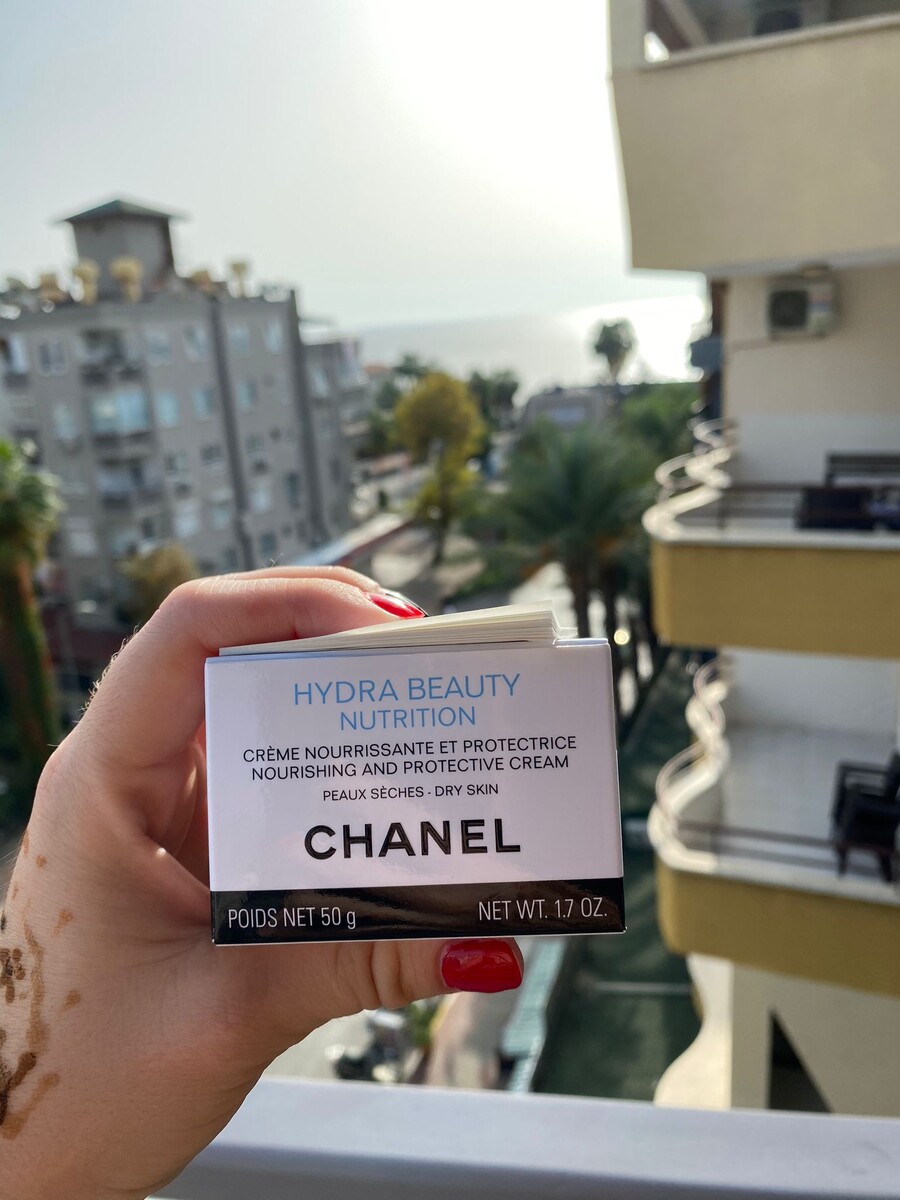 HYDRA BEAUTY
NUTRITION
CRÈME NOURRISSANTE ET PROTECTRICE
NOURISHING AND PROTECTIVE CREAM
PEAUX SÈCHES - DRY SKIN
CHANEL
POIDS NET 50 g NET WT. 1.7 OZ.